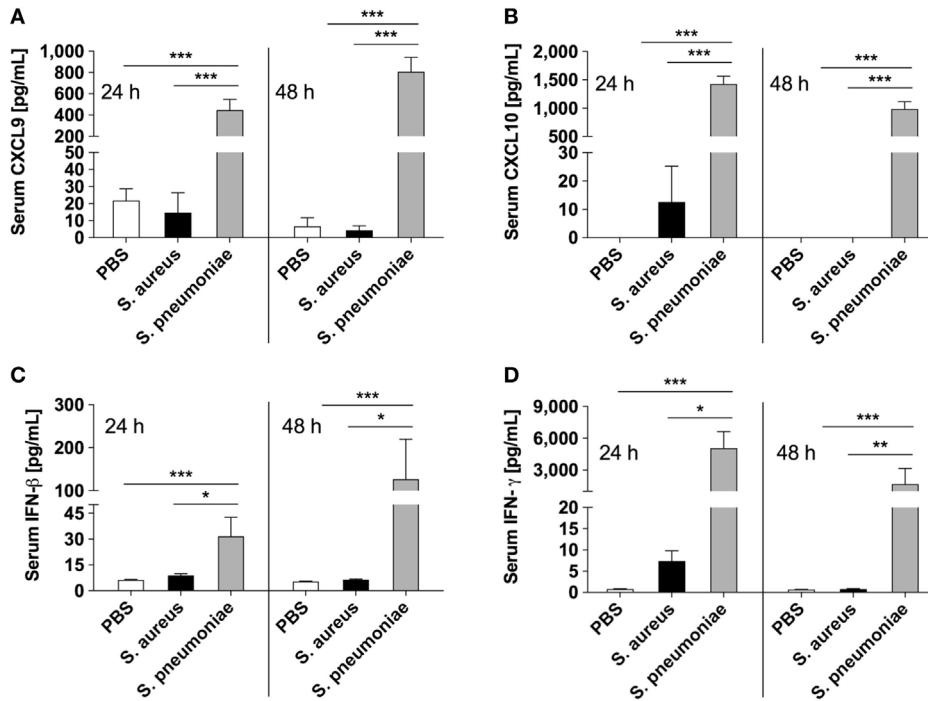 A
Serum CXCL9 [pg/mL]
1,000
800
600
400
200
50
40
30
20
10
0
24 h
***
***
48 h
***
***
PBS
S. aureus
S. pneumoniae
PBS
S. aureus
S. pneumoniae
B
Serum CXCL10 [pg/mL]
2,000
1,500
1,000
500
30
20
10
0
24 h
***
***
48 h
***
***
PBS
S. aureus
S. pneumoniae
PBS
S. aureus
S. pneumoniae
C
Serum IFN-β [pg/mL]
300
200
100
45
30
15
0
24 h
***
*
48 h
***
*
PBS
S. aureus
S. pneumoniae
PBS
S. aureus
S. pneumoniae
D
Serum IFN-γ [pg/mL]
9,000
6,000
3,000
20
15
10
5
0
24 h
***
*
48 h
***
**
PBS
S. aureus
S. pneumoniae
PBS
S. aureus
S. pneumoniae